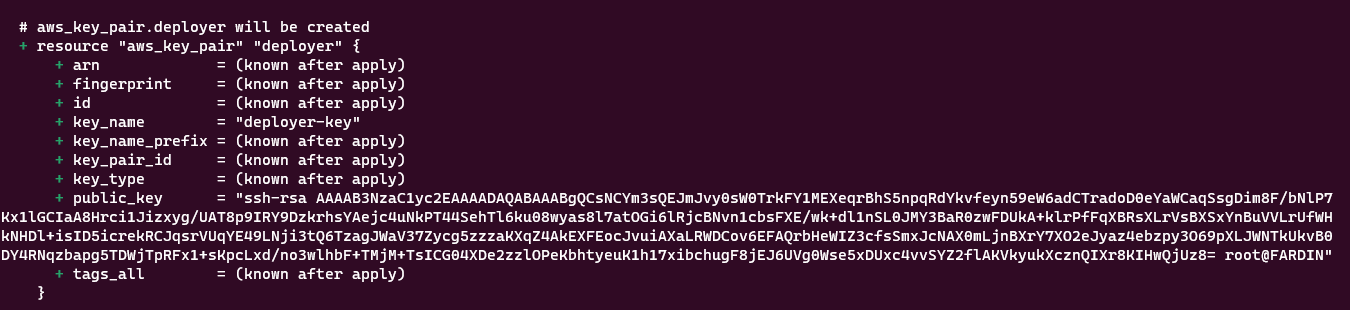 # aws_key_pair.deployer will be created
+ resource "aws_key_pair" "deployer" {
+ arn = (known after apply)
+ fingerprint = (known after apply)
+ id = (known after apply)
+ key_name = "deployer-key"
+ key_name_prefix = (known after apply)
+ key_pair_id = (known after apply)
+ key_type = (known after apply)
+ public_key = "ssh-rsa AAAAB3NzaC1yc2EAAAADAQABAAABgQCsNCYm3sQEJmJvy0sW0TrkFY1MEXeqrBhS5npqRdYkvfeyn59eW6adCTradoD0eYaWCaqSsgDim8F/bNlP7
Kx1lGCIaA8Hrci1Jizxyg/UAT8p9IRY9DzkrhsYAejc4uNkPT44SehTl6ku08wyas8l7atOGi6lRjcBNvn1cbsFXE/wk+dl1nSL0JMY3BaR0zwFDUkA+klrPfFqXBRsXLrVsBXSxYnBuVVLrUfWH
kNHDl+isID5icrekRCJqsrVUqYE49LNji3tQ6TzagJWaV37Zycg5zzzaKXqZ4AkEXFEocJvuiAXaLRWDCov6EFAQrbHeWIZ3cfsSmxJcNAX0mLjnBXrY7XO2eJyaz4ebzpy3O69pXLJWNTkUkvB0
DY4RNqzbapg5TDWjTpRFx1+sKpcLxd/no3wlhbF+TMjM+TsICG04XDe2zzlOPeKbhtyeuK1h17xibchugF8jEJ6UVg0Wse5xDUxc4vvSYZ2flAKVkyukXcznQIXr8KIHwQjUz8= root@FARDIN"
+ tags_all = (known after apply)
}